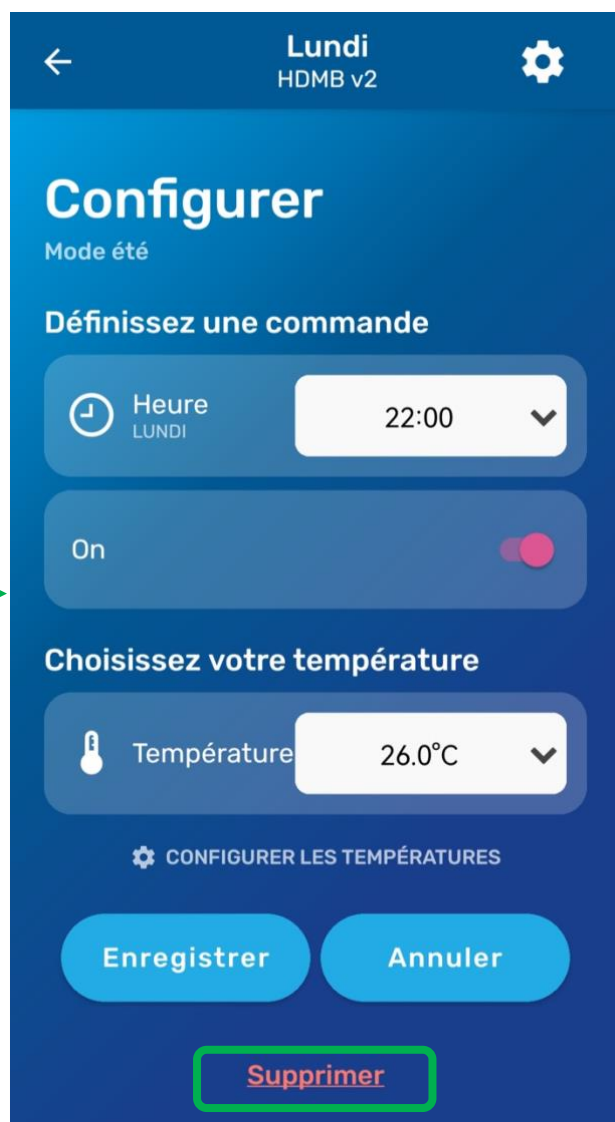 Lundi
HDMB v2
Configurer
Mode été
Définissez une commande
Heure
LUNDI
22:00
On
Choisissez votre température
Température
26.0°C
CONFIGURER LES TEMPÉRATURES
Enregistrer
Annuler
Supprimer